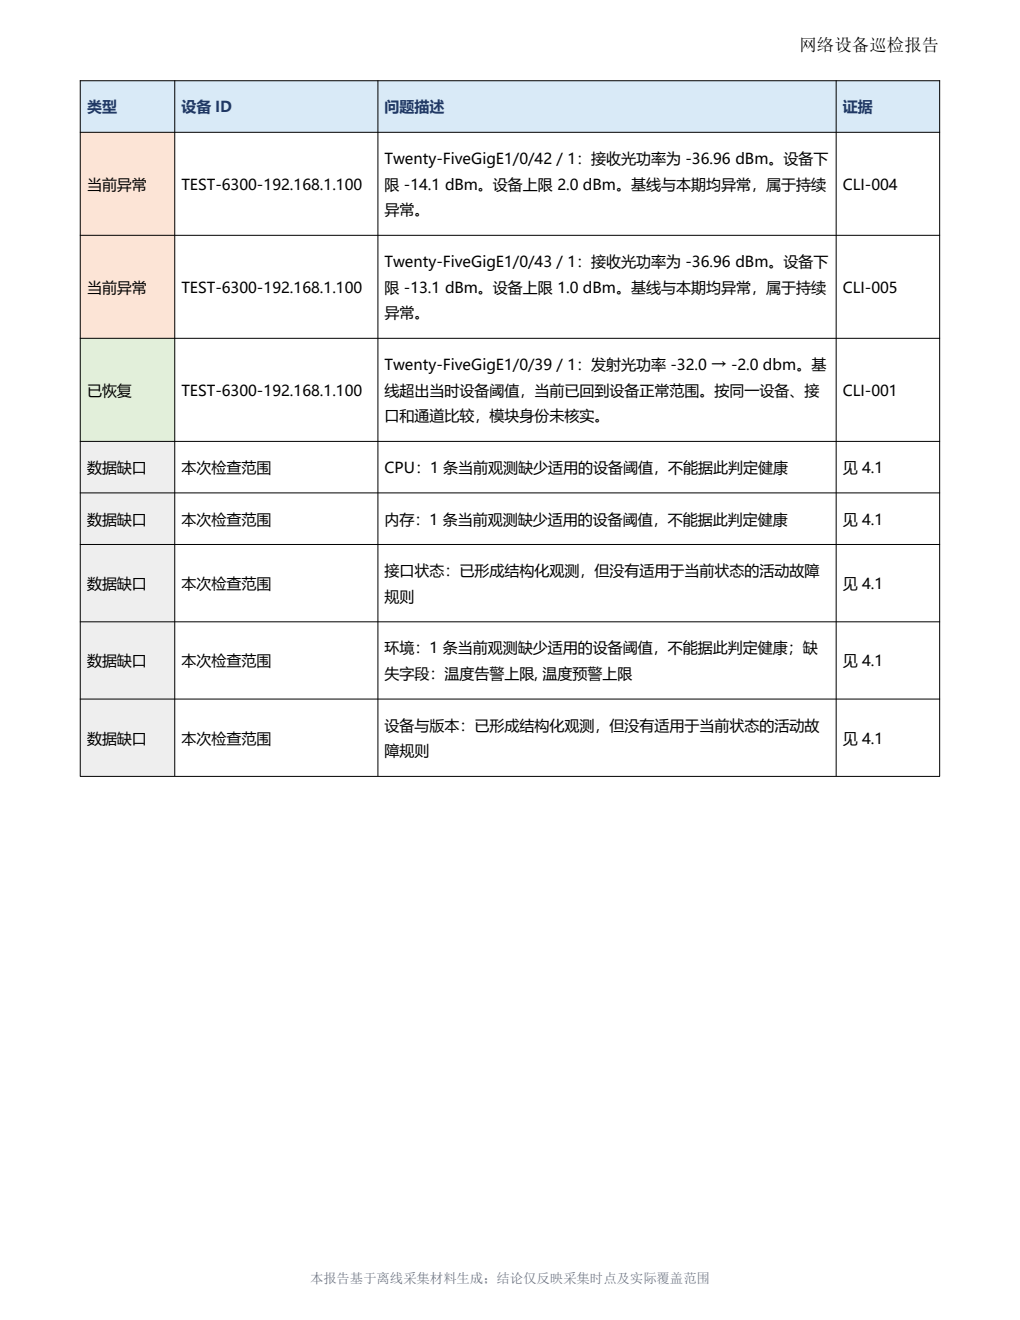 网络设备巡检报告
类型 设备 ID 问题描述 证据
当前异常 TEST-6300-192.168.1.100 Twenty-FiveGigE1/0/42 / 1：接收光功率为 -36.96 dBm。设备下
限 -14.1 dBm。设备上限 2.0 dBm。基线与本期均异常，属于持续
异常。 CLI-004
当前异常 TEST-6300-192.168.1.100 Twenty-FiveGigE1/0/43 / 1：接收光功率为 -36.96 dBm。设备下
限 -13.1 dBm。设备上限 1.0 dBm。基线与本期均异常，属于持续
异常。 CLI-005
已恢复 TEST-6300-192.168.1.100 Twenty-FiveGigE1/0/39 / 1：发射光功率 -32.0 → -2.0 dbm。基
线超出当时设备阈值，当前已回到设备正常范围。按同一设备、接
口和通道比较，模块身份未核实。 CLI-001
数据缺口 本次检查范围 CPU：1 条当前观测缺少适用的设备阈值，不能据此判定健康 见 4.1
数据缺口 本次检查范围 内存：1 条当前观测缺少适用的设备阈值，不能据此判定健康 见 4.1
数据缺口 本次检查范围 接口状态：已形成结构化观测，但没有适用于当前状态的活动故障
规则 见 4.1
数据缺口 本次检查范围 环境：1 条当前观测缺少适用的设备阈值，不能据此判定健康；缺
失字段：温度告警上限, 温度预警上限 见 4.1
数据缺口 本次检查范围 设备与版本：已形成结构化观测，但没有适用于当前状态的活动故
障规则 见 4.1
本报告基于离线采集材料生成；结论仅反映采集时点及实际覆盖范围